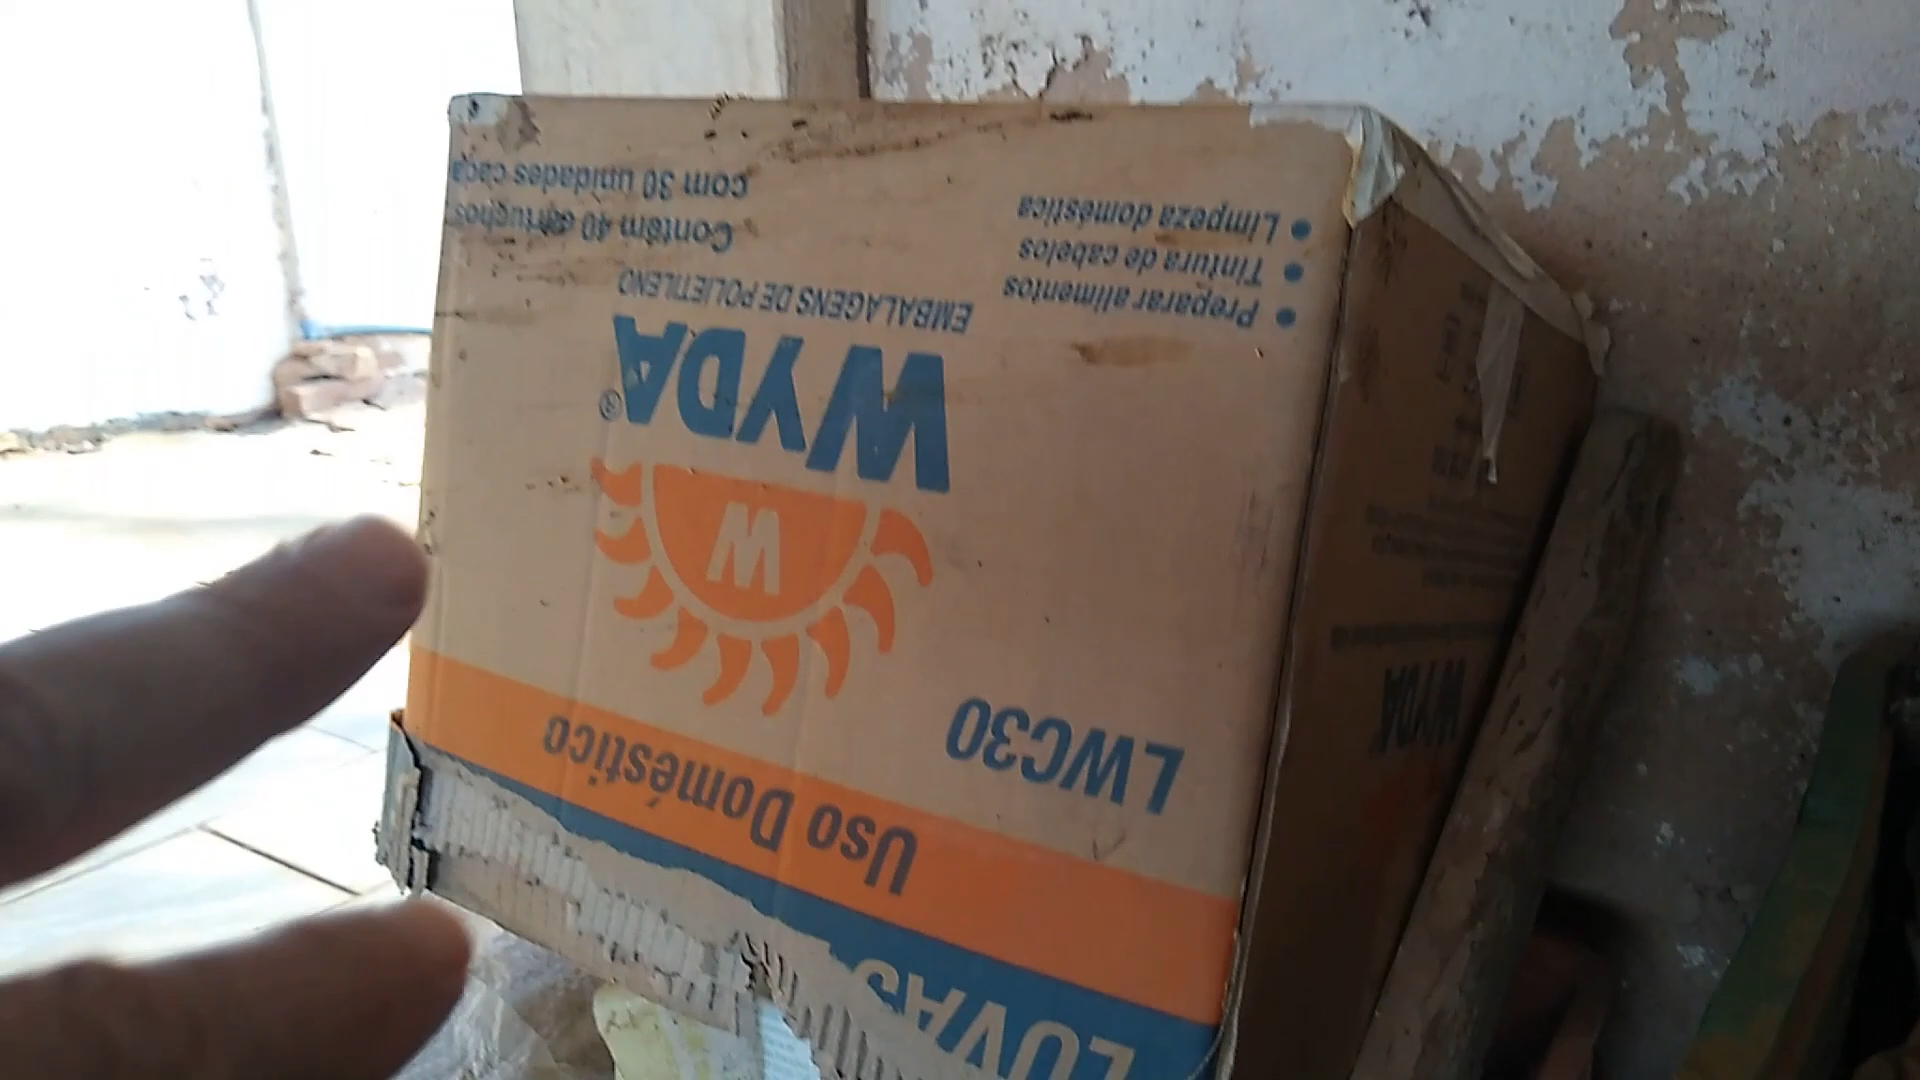 LUVAS
Uso Doméstico
LWC30
W
WYDA®
EMBALAGENS DE POLIETILENO
• Preparar alimentos
• Tintura de cabelos
• Limpeza doméstica
Contém 40 cartuchos
com 30 unidades cada
WYDA